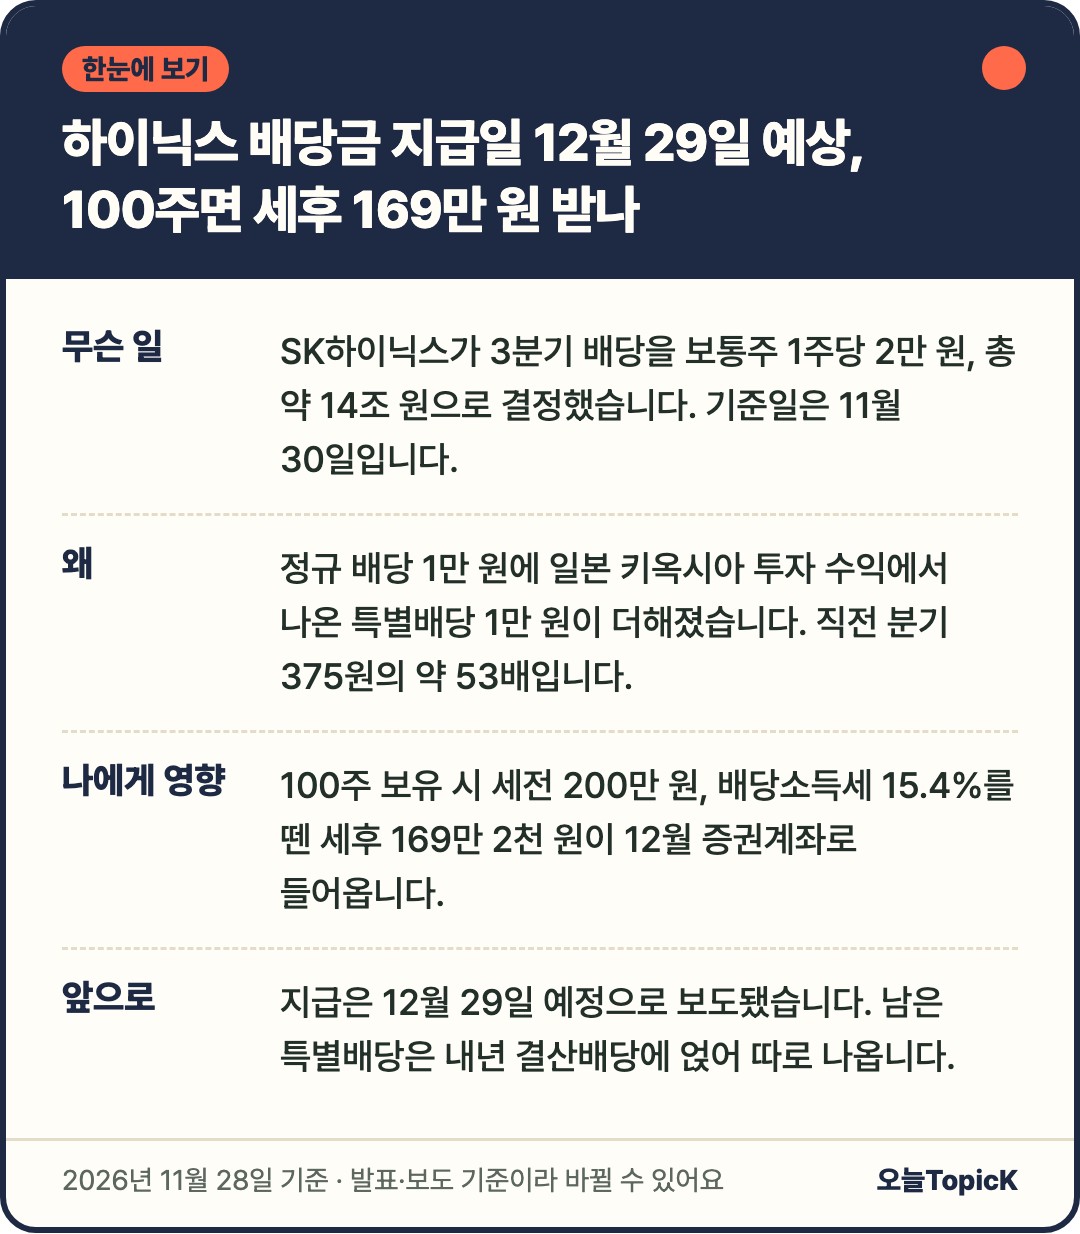 한눈에 보기
하이닉스 배당금 지급일 12월 29일 예상,
100주면 세후 169만 원 받나
무슨 일
SK하이닉스가 3분기 배당을 보통주 1주당 2만 원, 총
약 14조 원으로 결정했습니다. 기준일은 11월
30일입니다.
왜
정규 배당 1만 원에 일본 키옥시아 투자 수익에서
나온 특별배당 1만 원이 더해졌습니다. 직전 분기
375원의 약 53배입니다.
나에게 영향
100주 보유 시 세전 200만 원, 배당소득세 15.4%를
뗀 세후 169만 2천 원이 12월 증권계좌로
들어옵니다.
앞으로
지급은 12월 29일 예정으로 보도됐습니다. 남은
특별배당은 내년 결산배당에 얹어 따로 나옵니다.
2026년 11월 28일 기준 · 발표·보도 기준이라 바뀔 수 있어요
오늘TopicK